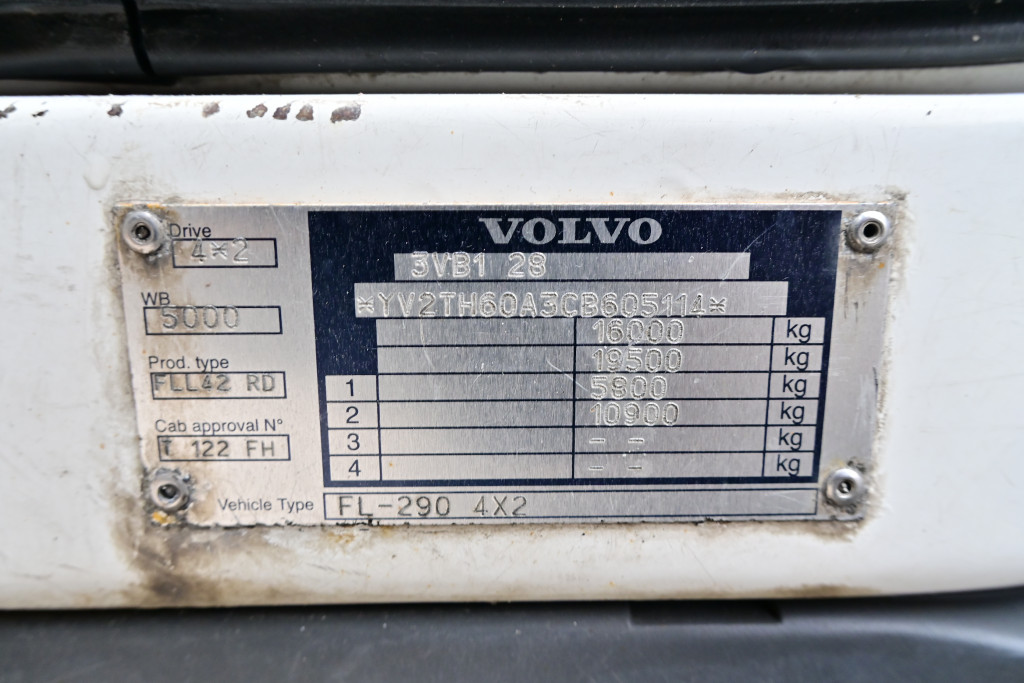 VOLVO
Drive
4*2
3VB1 28
WB
5000
*YV2TH60A3CB605114*
16000 kg
19500 kg
Prod. type
FLL42 RD
1 5800 kg
2 10900 kg
Cab approval N°
T 122 FH
3 - - kg
4 - - kg
Vehicle Type FL-290 4X2